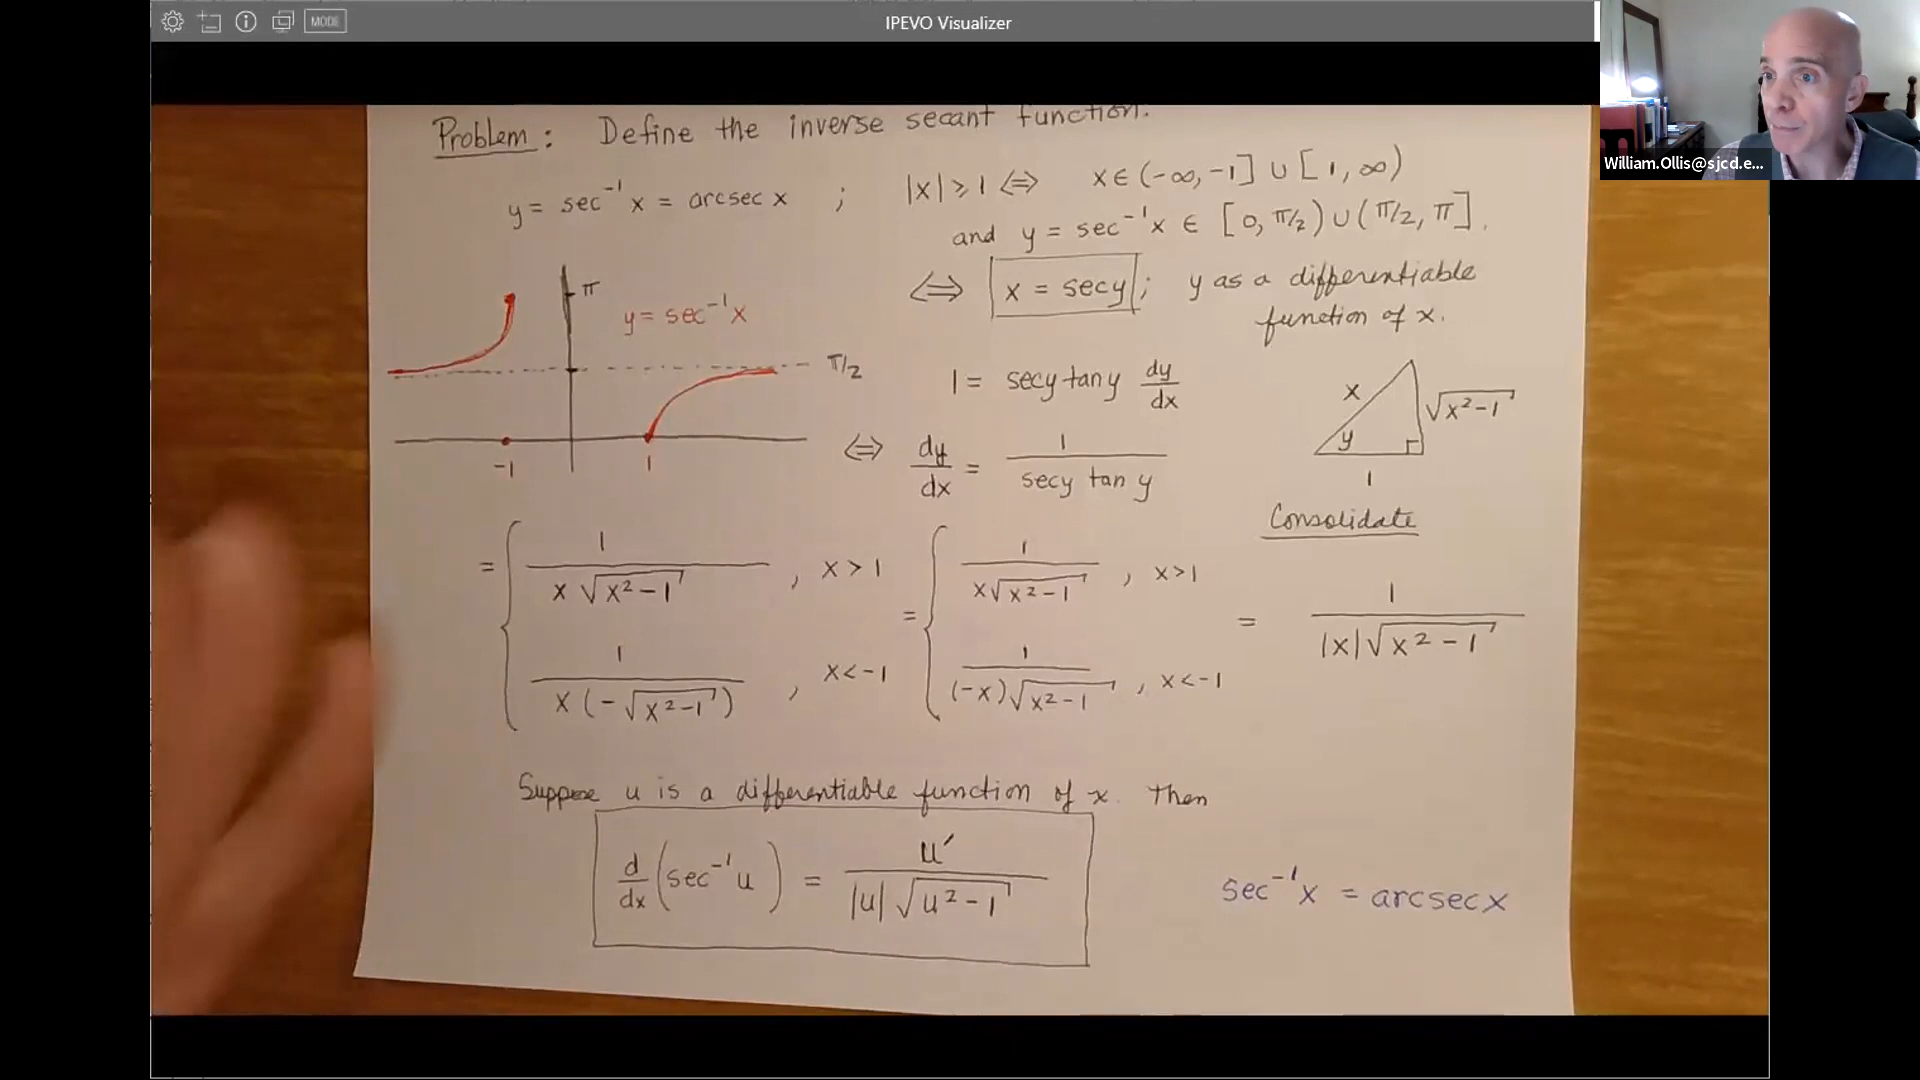 MODE
IPEVO Visualizer
William.Ollis@sjcd.e...
Problem: Define the inverse secant function.
y = sec⁻¹ x = arcsec x ; |x| > 1 ⇔ x ∈ (-∞, -1] ∪ [1, ∞)
and y = sec⁻¹x ∈ [0, π/2) ∪ (π/2, π].
⇔ x = sec y ; y as a differentiable
function of x.
π
y = sec⁻¹x
π/2
-1 1
1 = sec y tan y dy/dx
x
√(x² - 1)
y
1
⇔ dy/dx = 1/(sec y tan y)
Consolidate
= { 1/(x √(x² - 1)) , x > 1 = { 1/(x√(x² - 1)) , x > 1 = 1/(|x|√(x² - 1))
1/(x (-√(x² - 1))) , x < -1 1/((-x)√(x² - 1)) , x < -1
Suppose u is a differentiable function of x. Then
d/dx (sec⁻¹ u) = u′/(|u| √(u² - 1))
sec⁻¹x = arcsec x